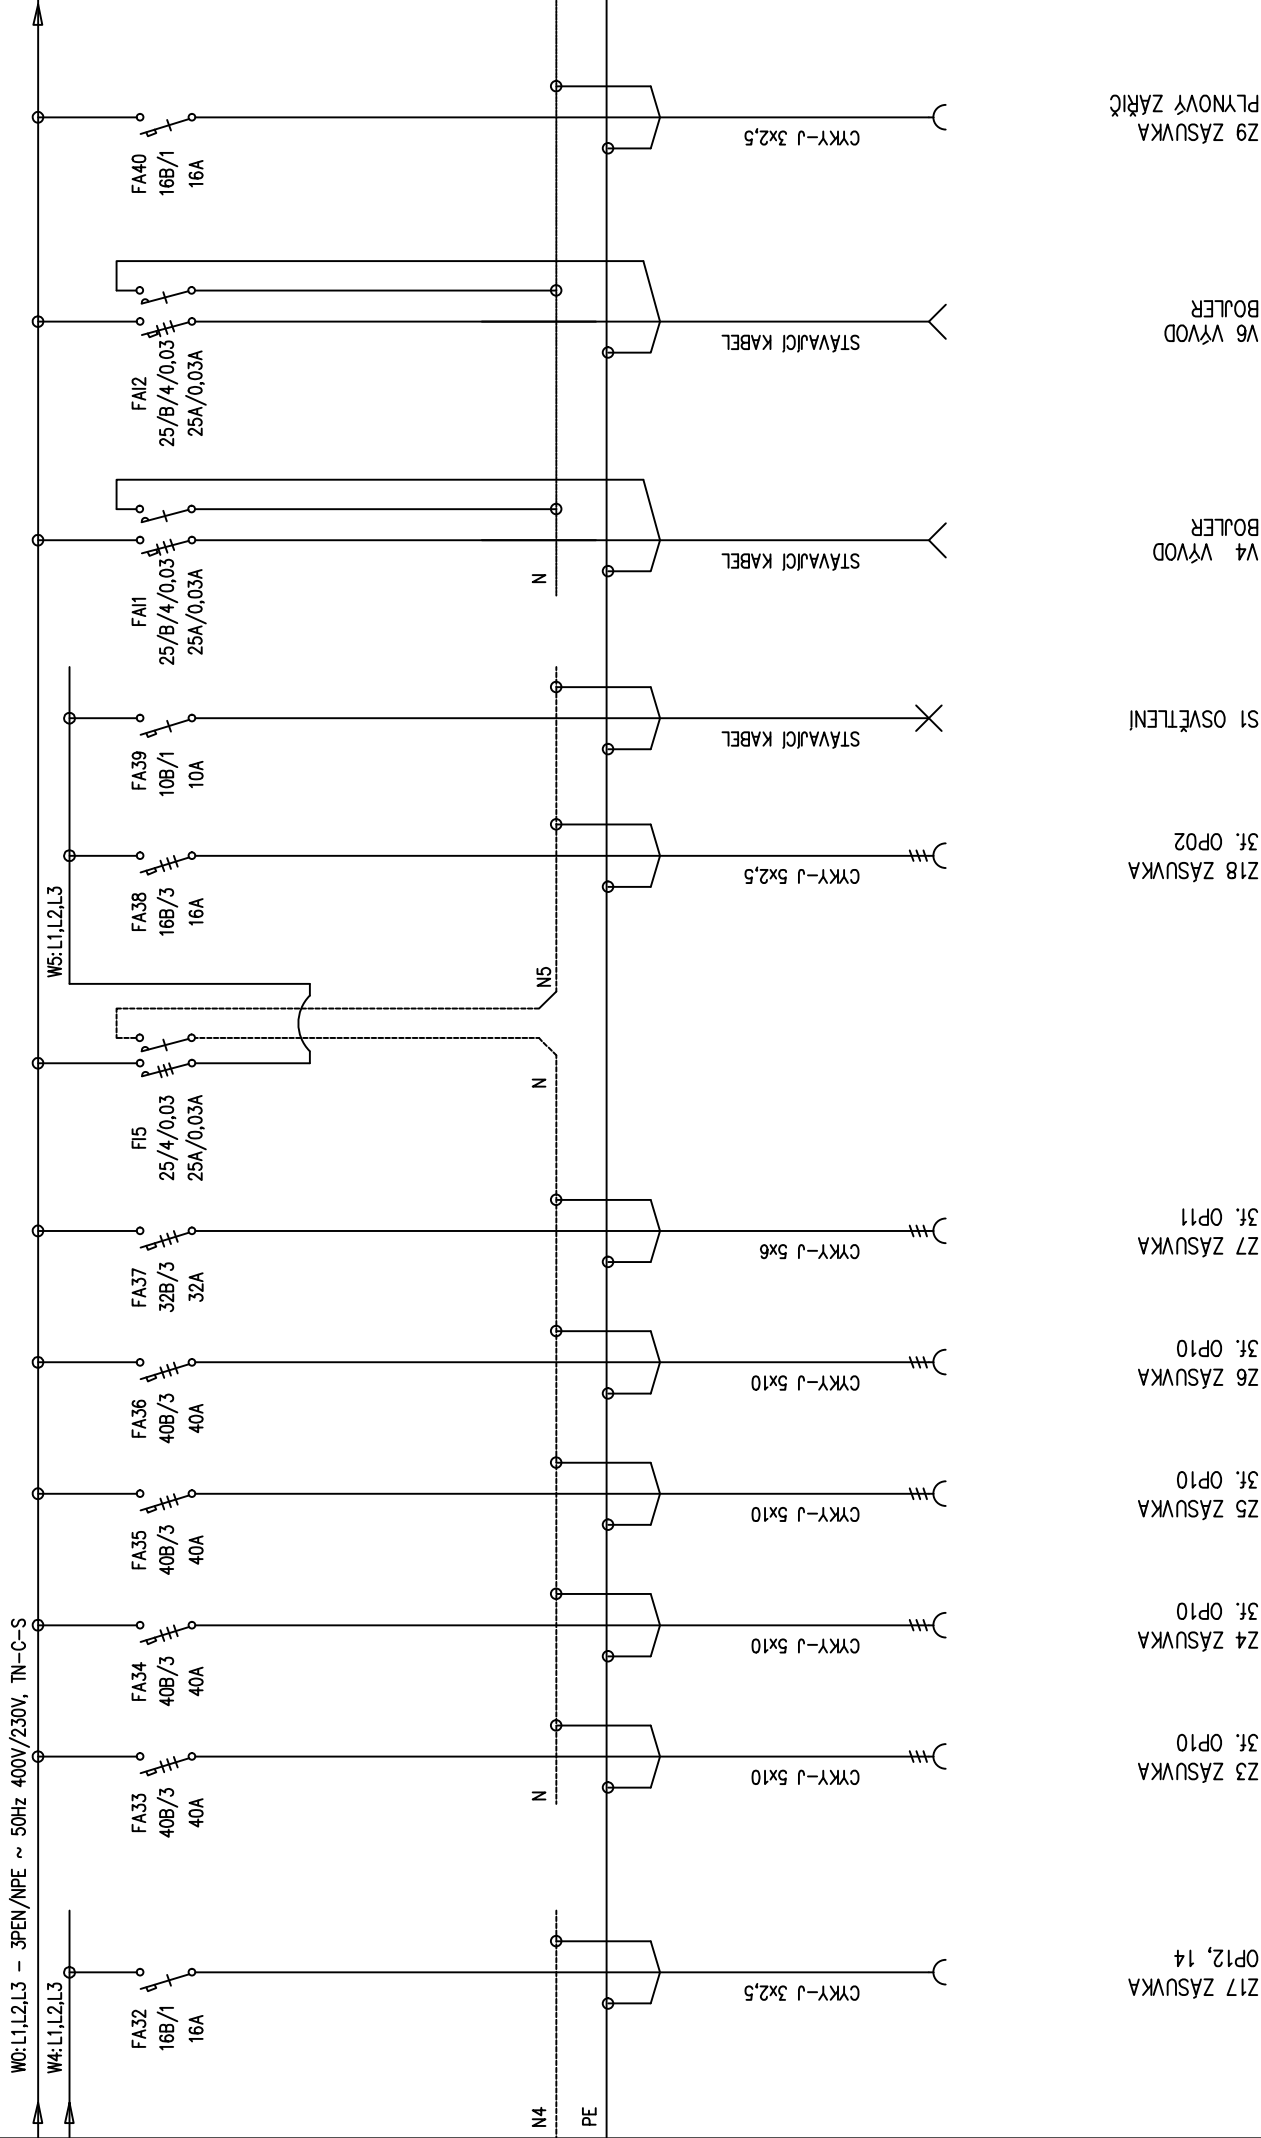 W0:L1,L2,L3 – 3PEN/NPE ~ 50Hz 400V/230V, TN-C-S
W4:L1,L2,L3
W5:L1,L2,L3
FA32
16B/1
16A
FA33
40B/3
40A
FA34
40B/3
40A
FA35
40B/3
40A
FA36
40B/3
40A
FA37
32B/3
32A
FI5
25/4/0,03
25A/0,03A
FA38
16B/3
16A
FA39
10B/1
10A
FAI1
25/B/4/0,03
25A/0,03A
FAI2
25/B/4/0,03
25A/0,03A
FA40
16B/1
16A
N4
N
N
N5
N
PE
CYKY-J 3x2,5
CYKY-J 5x10
CYKY-J 5x10
CYKY-J 5x10
CYKY-J 5x10
CYKY-J 5x6
CYKY-J 5x2,5
STÁVAJÍCÍ KABEL
STÁVAJÍCÍ KABEL
STÁVAJÍCÍ KABEL
CYKY-J 3x2,5
Z17 ZÁSUVKA
OP12, 14
Z3 ZÁSUVKA
3f. OP10
Z4 ZÁSUVKA
3f. OP10
Z5 ZÁSUVKA
3f. OP10
Z6 ZÁSUVKA
3f. OP10
Z7 ZÁSUVKA
3f. OP11
Z18 ZÁSUVKA
3f. OP02
S1 OSVĚTLENÍ
V4 VÝVOD
BOJLER
V6 VÝVOD
BOJLER
Z9 ZÁSUVKA
PLYNOVÝ ZÁŘIČ